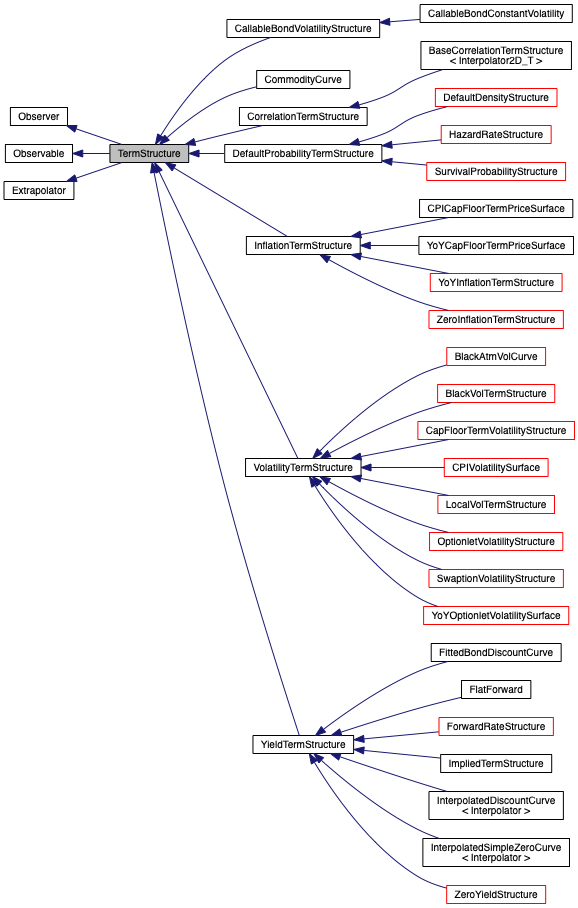 Observer
Observable
Extrapolator
TermStructure
CallableBondVolatilityStructure
CommodityCurve
CorrelationTermStructure
DefaultProbabilityTermStructure
InflationTermStructure
VolatilityTermStructure
YieldTermStructure
CallableBondConstantVolatility
BaseCorrelationTermStructure
< Interpolator2D_T >
DefaultDensityStructure
HazardRateStructure
SurvivalProbabilityStructure
CPICapFloorTermPriceSurface
YoYCapFloorTermPriceSurface
YoYInflationTermStructure
ZeroInflationTermStructure
BlackAtmVolCurve
BlackVolTermStructure
CapFloorTermVolatilityStructure
CPIVolatilitySurface
LocalVolTermStructure
OptionletVolatilityStructure
SwaptionVolatilityStructure
YoYOptionletVolatilitySurface
FittedBondDiscountCurve
FlatForward
ForwardRateStructure
ImpliedTermStructure
InterpolatedDiscountCurve
< Interpolator >
InterpolatedSimpleZeroCurve
< Interpolator >
ZeroYieldStructure